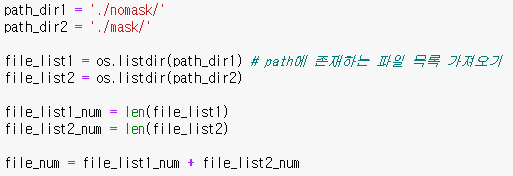 path_dir1 = './nomask/'
path_dir2 = './mask/'
file_list1 = os.listdir(path_dir1) # path에 존재하는 파일 목록 가져오기
file_list2 = os.listdir(path_dir2)
file_list1_num = len(file_list1)
file_list2_num = len(file_list2)
file_num = file_list1_num + file_list2_num